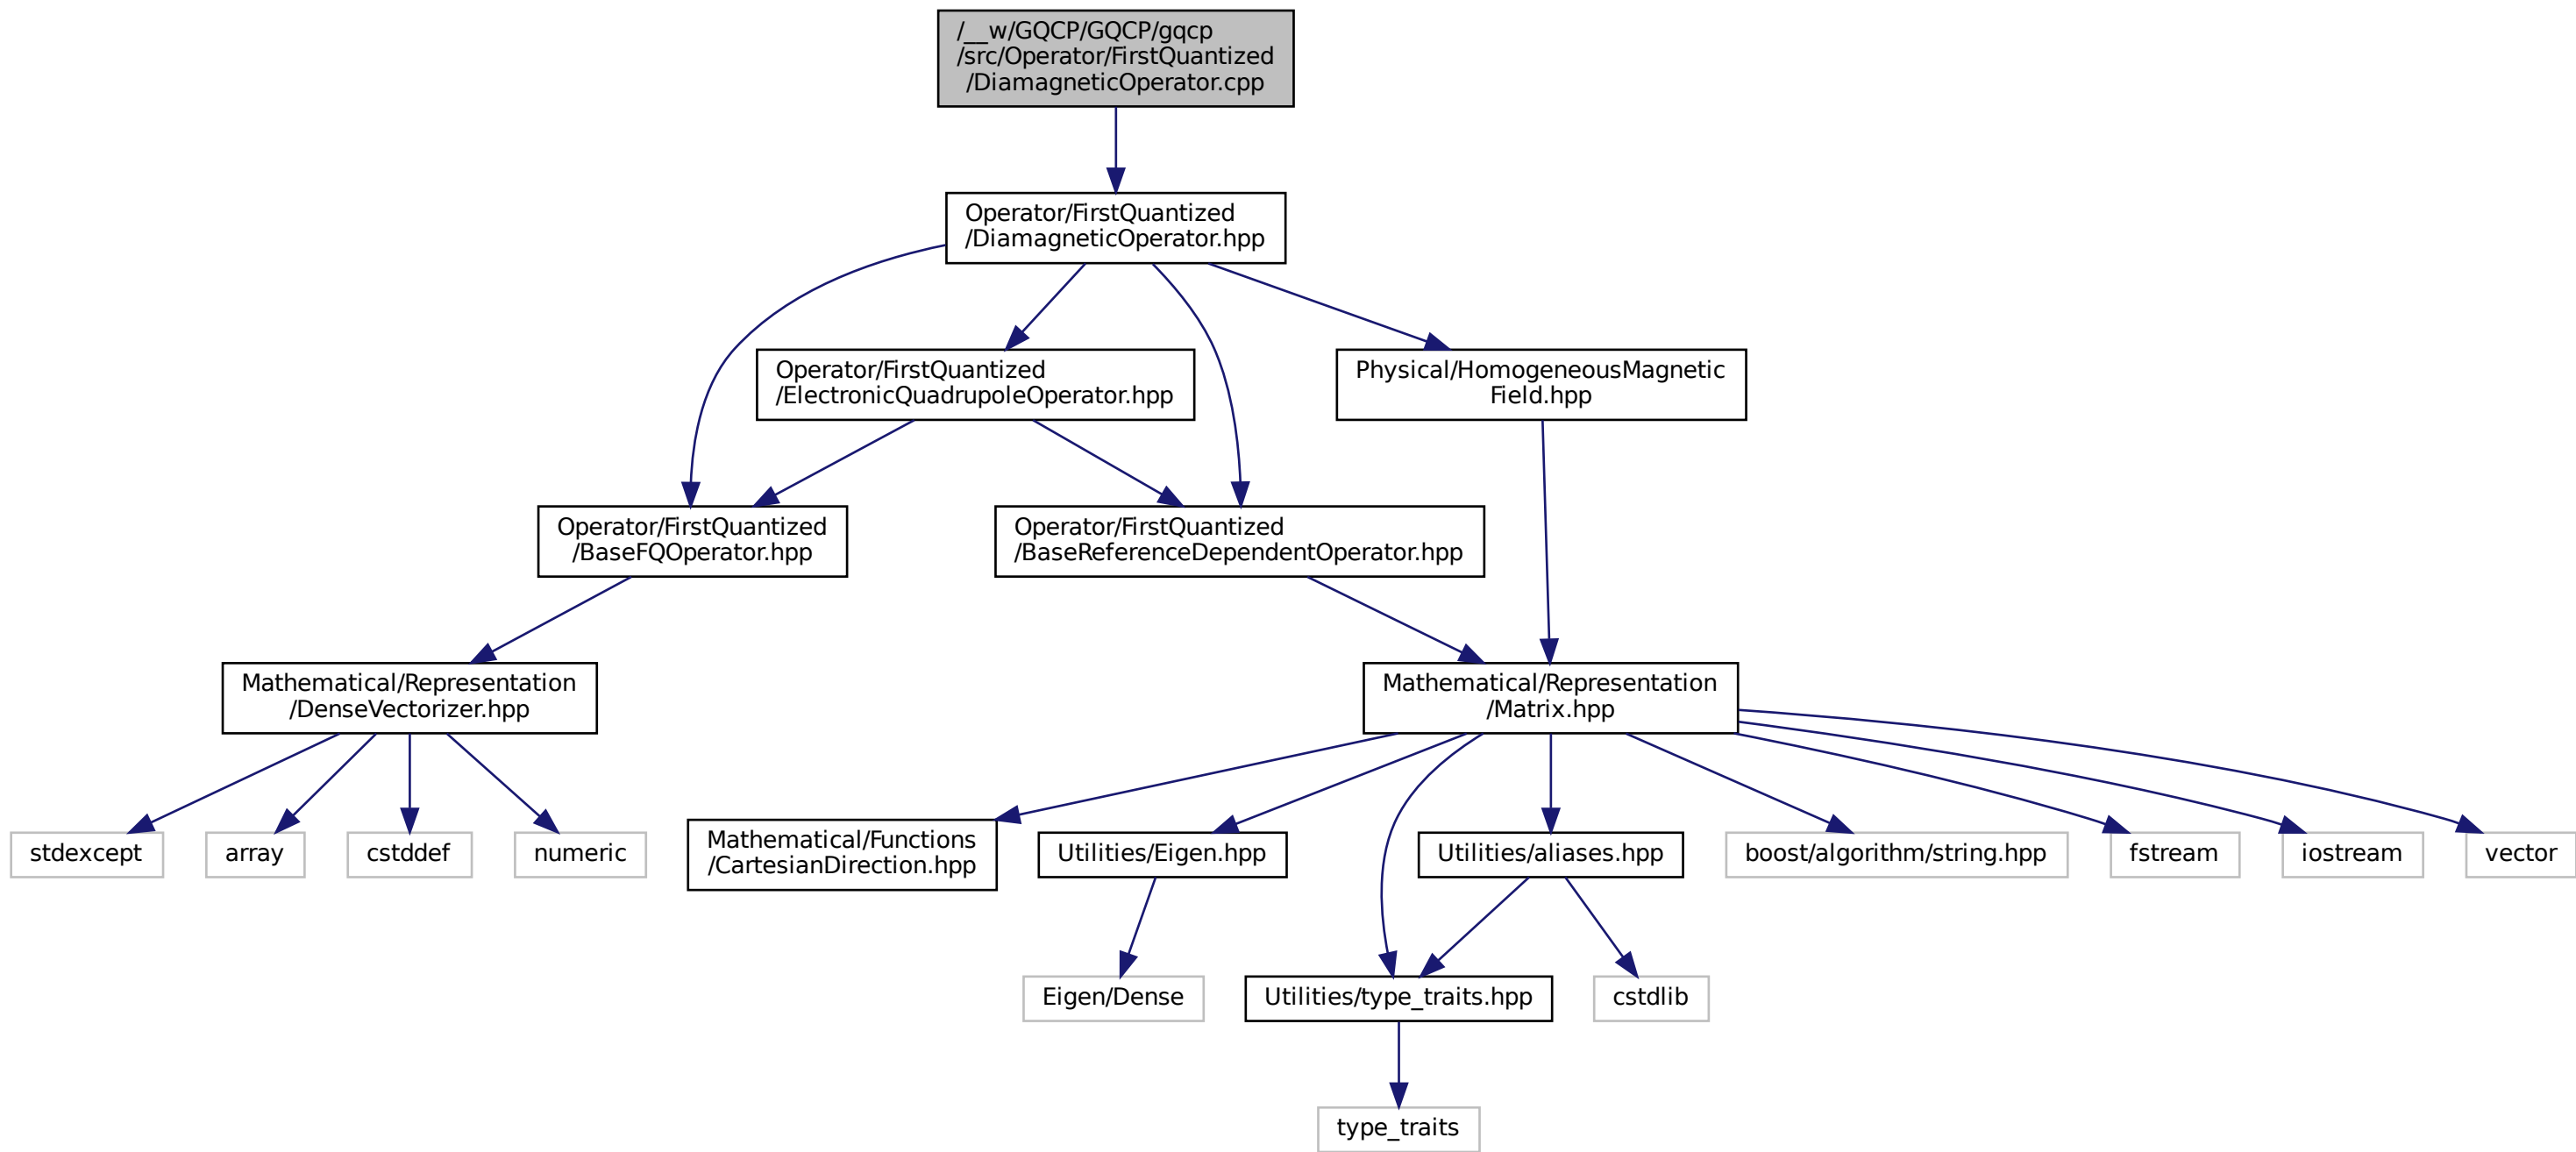 /__w/GQCP/GQCP/gqcp
/src/Operator/FirstQuantized
/DiamagneticOperator.cpp
Operator/FirstQuantized
/DiamagneticOperator.hpp
Operator/FirstQuantized
/ElectronicQuadrupoleOperator.hpp
Physical/HomogeneousMagnetic
Field.hpp
Operator/FirstQuantized
/BaseFQOperator.hpp
Operator/FirstQuantized
/BaseReferenceDependentOperator.hpp
Mathematical/Representation
/DenseVectorizer.hpp
Mathematical/Representation
/Matrix.hpp
stdexcept
array
cstddef
numeric
Mathematical/Functions
/CartesianDirection.hpp
Utilities/Eigen.hpp
Utilities/aliases.hpp
boost/algorithm/string.hpp
fstream
iostream
vector
Eigen/Dense
Utilities/type_traits.hpp
cstdlib
type_traits